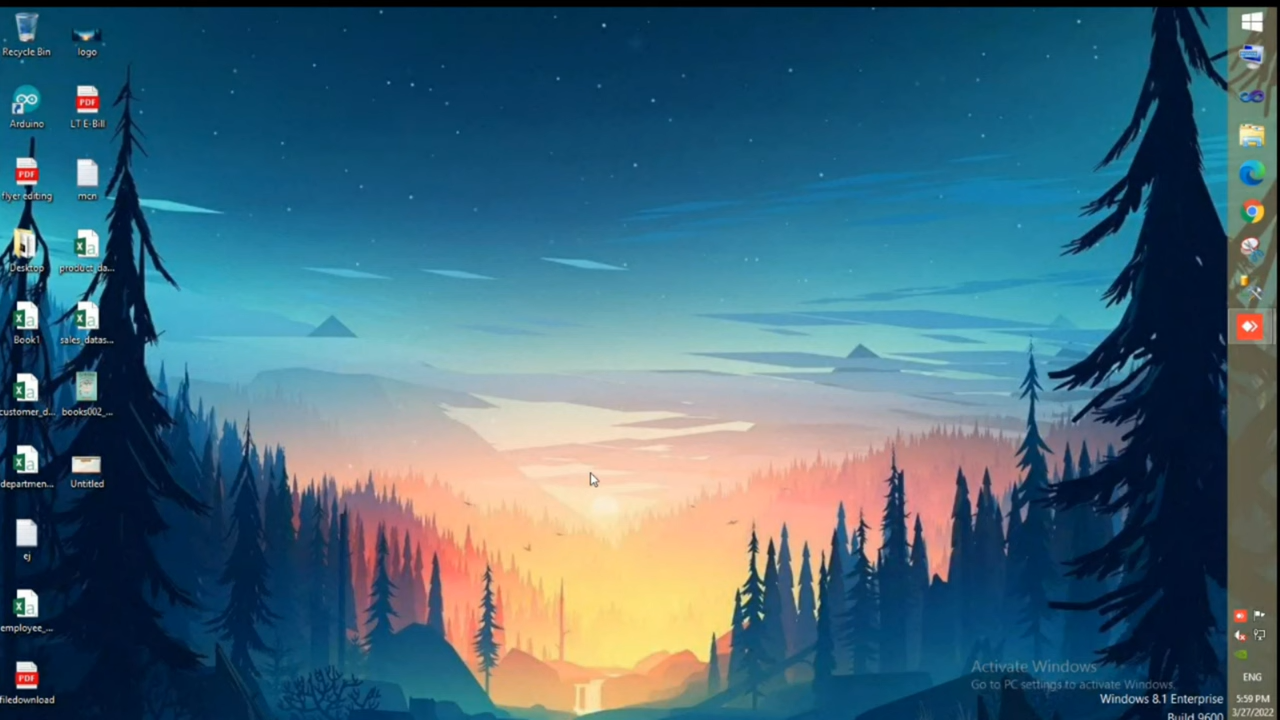 Recycle Bin
logo
Arduino
LT E-Bill
PDF
PDF
flyer editing
mcn
Desktop
product_da...
Book1
sales_datas...
customer_d...
books002_...
departmen...
Untitled
cj
employee_...
PDF
filedownload
Activate Windows
Go to PC settings to activate Windows.
Windows 8.1 Enterprise
Build 9600
ENG
5:59 PM
3/27/2022